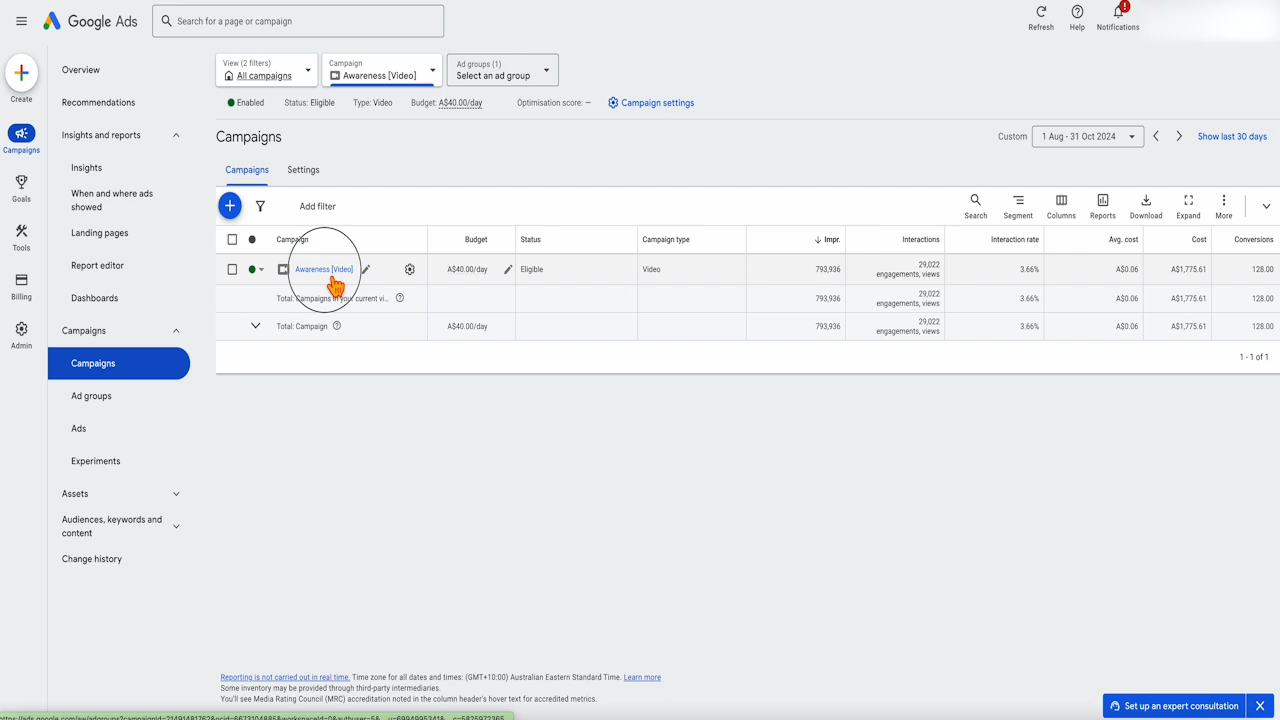 Google Ads
Search for a page or campaign
Refresh
Help
!
Notifications
Create
Campaigns
Goals
Tools
Billing
Admin
Overview
Recommendations
Insights and reports
Insights
When and where ads
showed
Landing pages
Report editor
Dashboards
Campaigns
Campaigns
Ad groups
Ads
Experiments
Assets
Audiences, keywords and
content
Change history
View (2 filters)
All campaigns
Campaign
Awareness [Video]
Ad groups (1)
Select an ad group
Enabled Status: Eligible Type: Video Budget: A$40.00/day Optimisation score: – Campaign settings
Campaigns
Custom 1 Aug - 31 Oct 2024 Show last 30 days
Campaigns Settings
Add filter
Search Segment Columns Reports Download Expand More
Campaign Budget Status Campaign type Impr. Interactions Interaction rate Avg. cost Cost Conversions
Awareness [Video] A$40.00/day Eligible Video 793,936 29,022 engagements, views 3.66% A$0.06 A$1,775.61 128.00
Total: Campaigns in your current vi... 793,936 29,022 engagements, views 3.66% A$0.06 A$1,775.61 128.00
Total: Campaign A$40.00/day 793,936 29,022 engagements, views 3.66% A$0.06 A$1,775.61 128.00
1 - 1 of 1
Reporting is not carried out in real time. Time zone for all dates and times: (GMT+10:00) Australian Eastern Standard Time. Learn more
Some inventory may be provided through third-party intermediaries.
You'll see Media Rating Council (MRC) accreditation noted in the column header's hover text for accredited metrics.
Set up an expert consultation